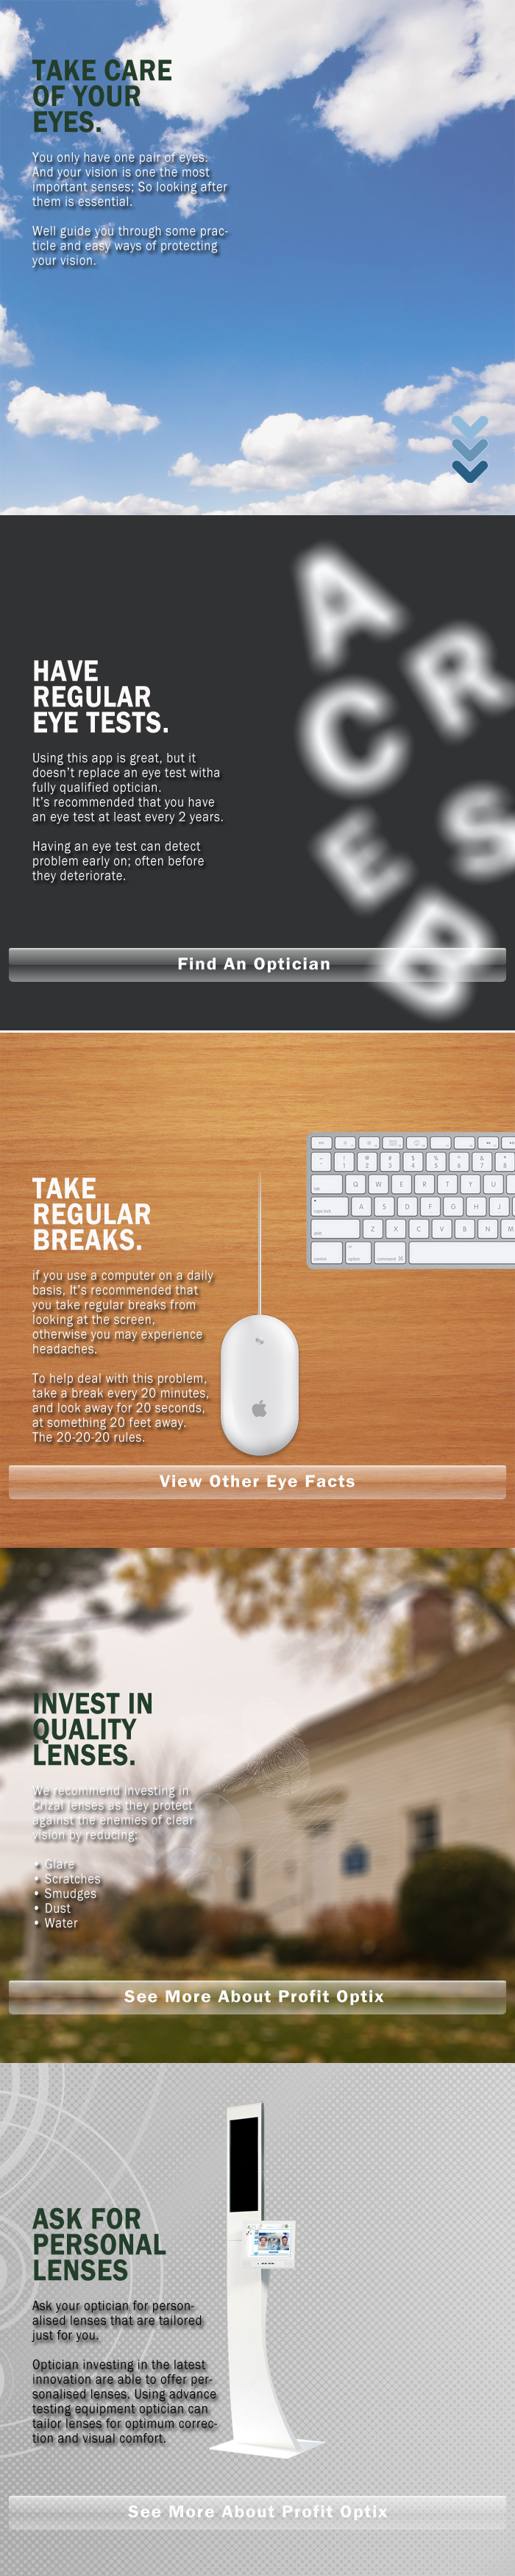 TAKE CARE
OF YOUR
EYES.
You only have one pair of eyes.
And your vision is one the most
important senses; So looking after
them is essential.
Well guide you through some prac-
ticle and easy ways of protecting
your vision.
A
R
C
S
E
B
HAVE
REGULAR
EYE TESTS.
Using this app is great, but it
doesn't replace an eye test witha
fully qualified optician.
It's recommended that you have
an eye test at least every 2 years.
Having an eye test can detect
problem early on; often before
they deteriorate.
Find An Optician
TAKE
REGULAR
BREAKS.
if you use a computer on a daily
basis, It's recommended that
you take regular breaks from
looking at the screen,
otherwise you may experience
headaches.
To help deal with this problem,
take a break every 20 minutes,
and look away for 20 seconds,
at something 20 feet away.
The 20-20-20 rules.
Q W E R T Y U
A S D F G H J
Z X C V B N M
control option command
View Other Eye Facts
INVEST IN
QUALITY
LENSES.
We recommend investing in
Crizal lenses as they protect
against the enemies of clear
vision by reducing:
• Glare
• Scratches
• Smudges
• Dust
• Water
See More About Profit Optix
ASK FOR
PERSONAL
LENSES
Ask your optician for person-
alised lenses that are tailored
just for you.
Optician investing in the latest
innovation are able to offer per-
sonalised lenses. Using advance
testing equipment optician can
tailor lenses for optimum correc-
tion and visual comfort.
See More About Profit Optix